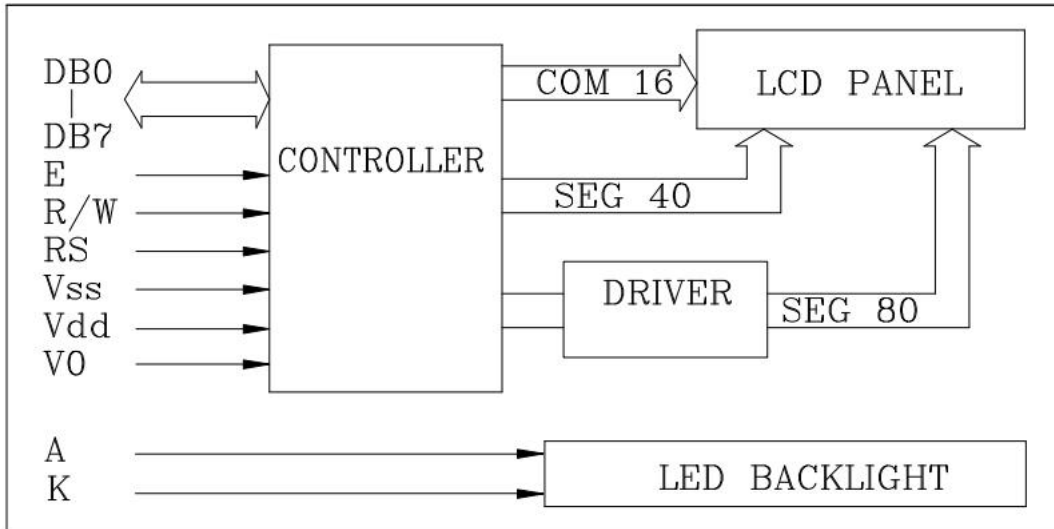 DB0
DB7
E
R/W
RS
Vss
Vdd
V0
A
K
CONTROLLER
COM 16
SEG 40
DRIVER
SEG 80
LCD PANEL
LED BACKLIGHT